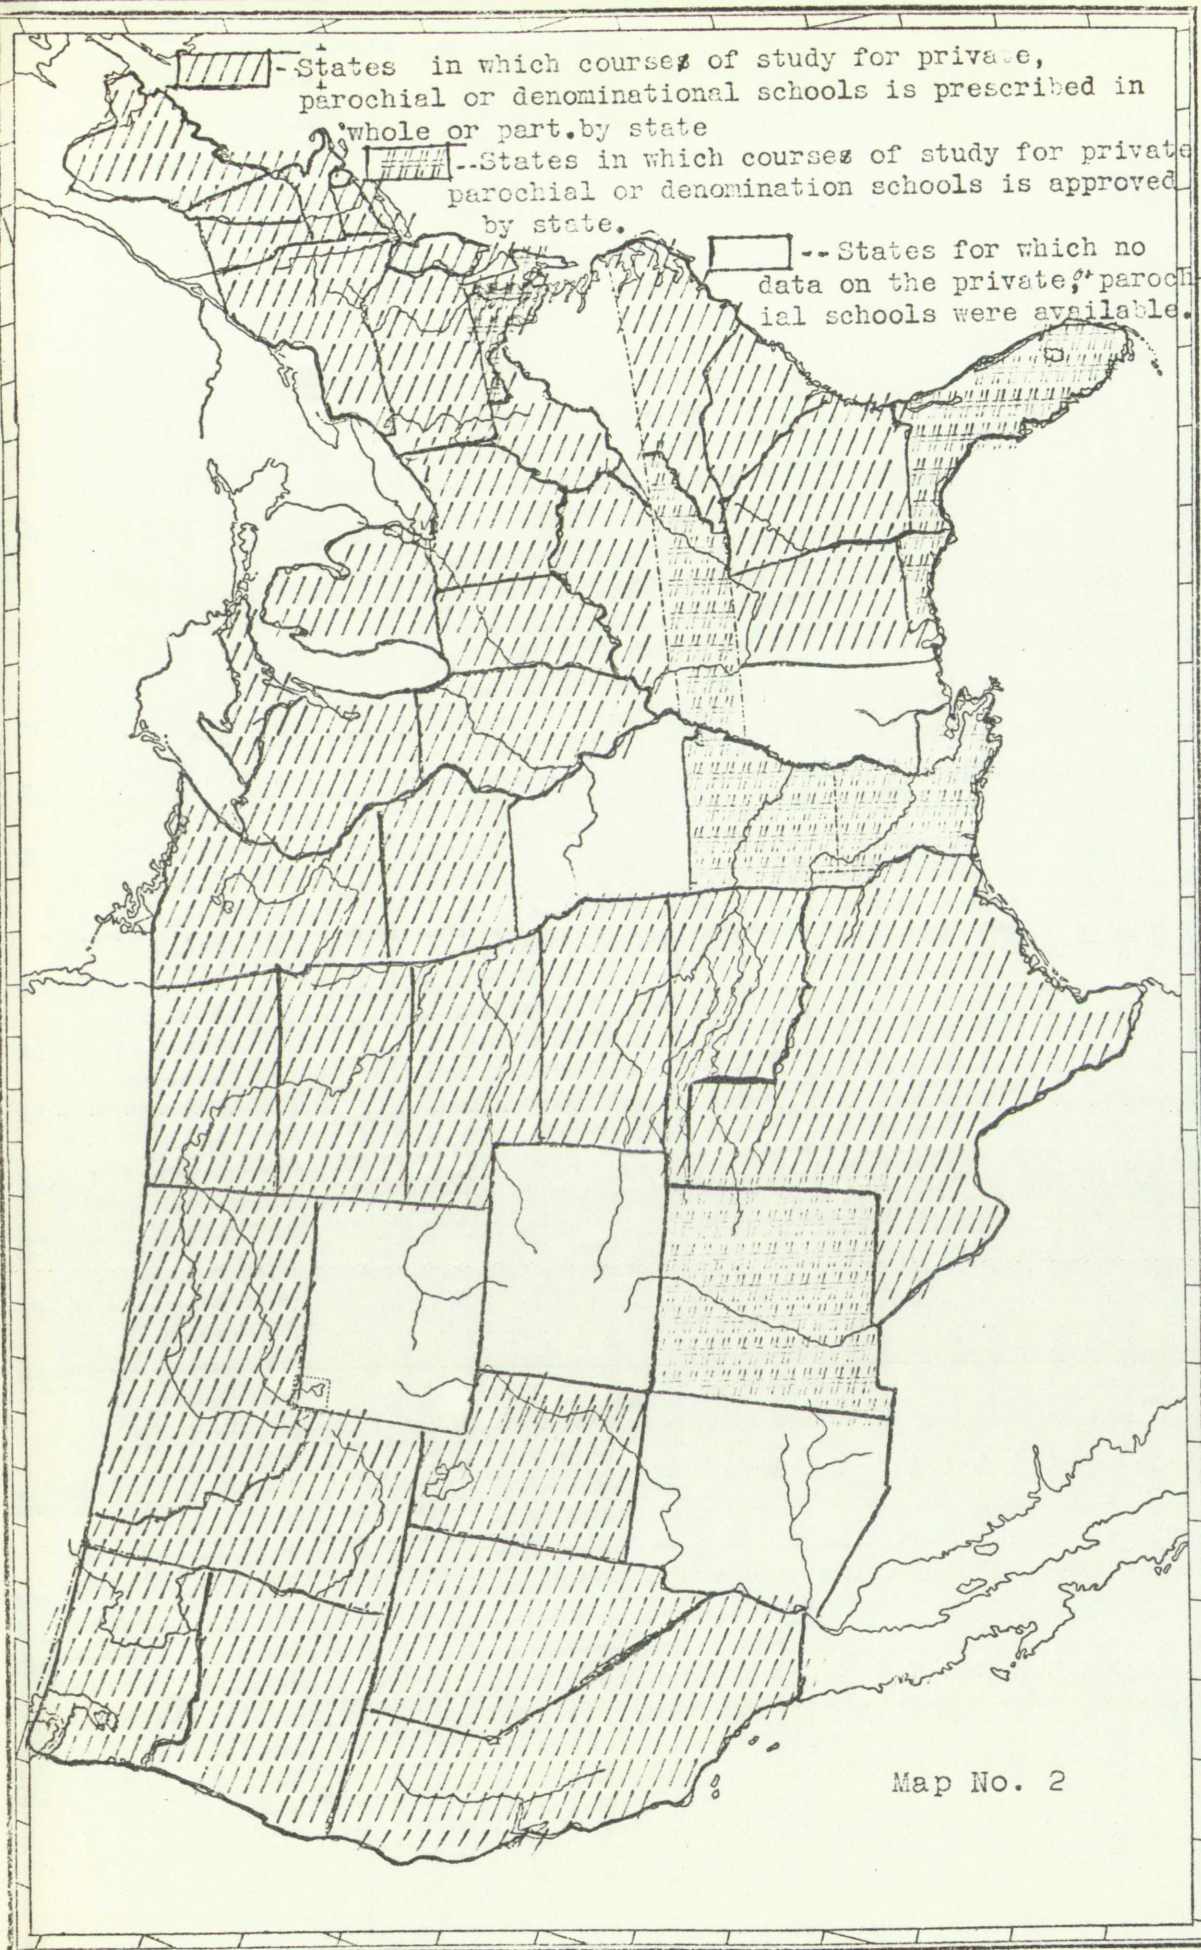 -States in which courses of study for private,
parochial or denominational schools is prescribed in
whole or part.by state
--States in which courses of study for private
parochial or denomination schools is approved
by state.
--States for which no
data on the private, or paroch
ial schools were available.
Map No. 2